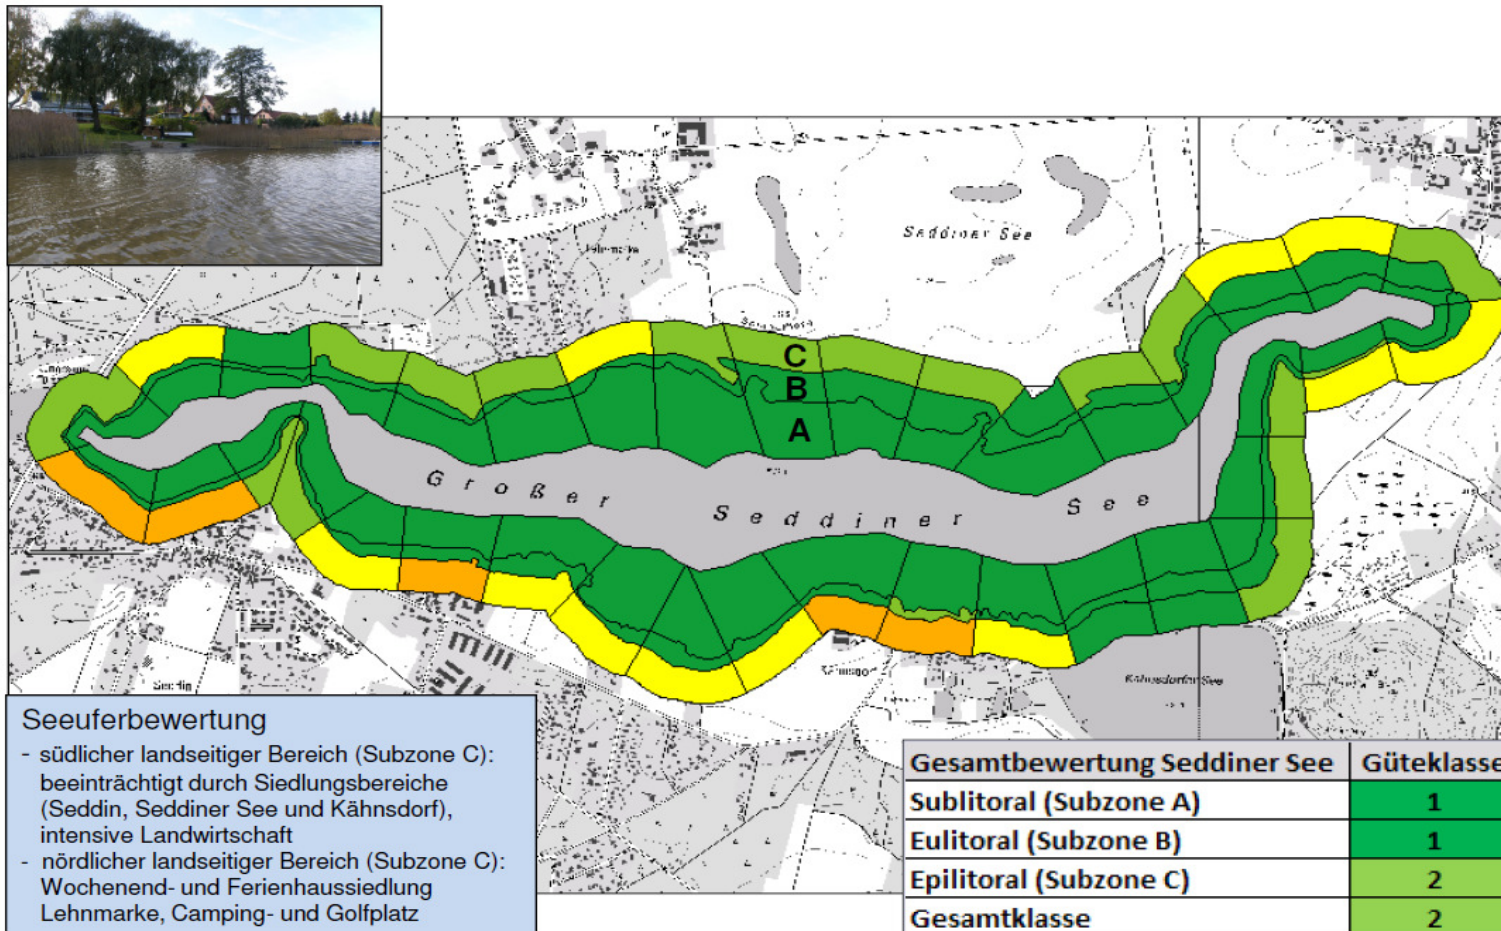 Seddiner See
C
B
A
Großer Seddiner See
Kähnsdorfer See
Seeuferbewertung
- südlicher landseitiger Bereich (Subzone C):
beeinträchtigt durch Siedlungsbereiche
(Seddin, Seddiner See und Kähnsdorf),
intensive Landwirtschaft
- nördlicher landseitiger Bereich (Subzone C):
Wochenend- und Ferienhaussiedlung
Lehnmarke, Camping- und Golfplatz
Gesamtbewertung Seddiner See Güteklasse
Sublitoral (Subzone A) 1
Eulitoral (Subzone B) 1
Epilitoral (Subzone C) 2
Gesamtklasse 2